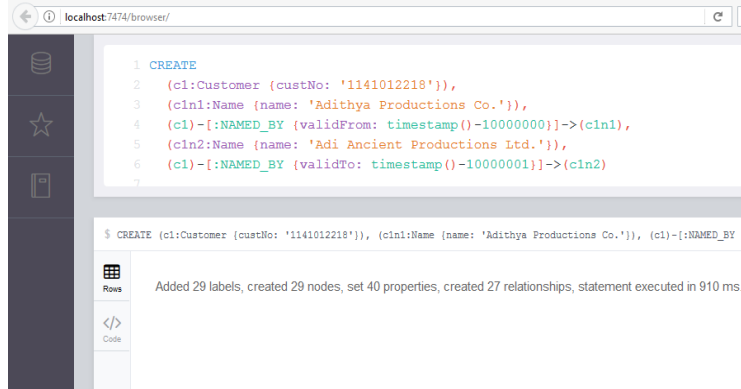 localhost:7474/browser/
1 CREATE
2 (c1:Customer {custNo: '1141012218'}),
3 (c1n1:Name {name: 'Adithya Productions Co.'}),
4 (c1)-[:NAMED_BY {validFrom: timestamp()-10000000}]->(c1n1),
5 (c1n2:Name {name: 'Adi Ancient Productions Ltd.'}),
6 (c1)-[:NAMED_BY {validTo: timestamp()-10000001}]->(c1n2)
7
$ CREATE (c1:Customer {custNo: '1141012218'}), (c1n1:Name {name: 'Adithya Productions Co.'}), (c1)-[:NAMED_BY
Rows
Added 29 labels, created 29 nodes, set 40 properties, created 27 relationships, statement executed in 910 ms
</>
Code